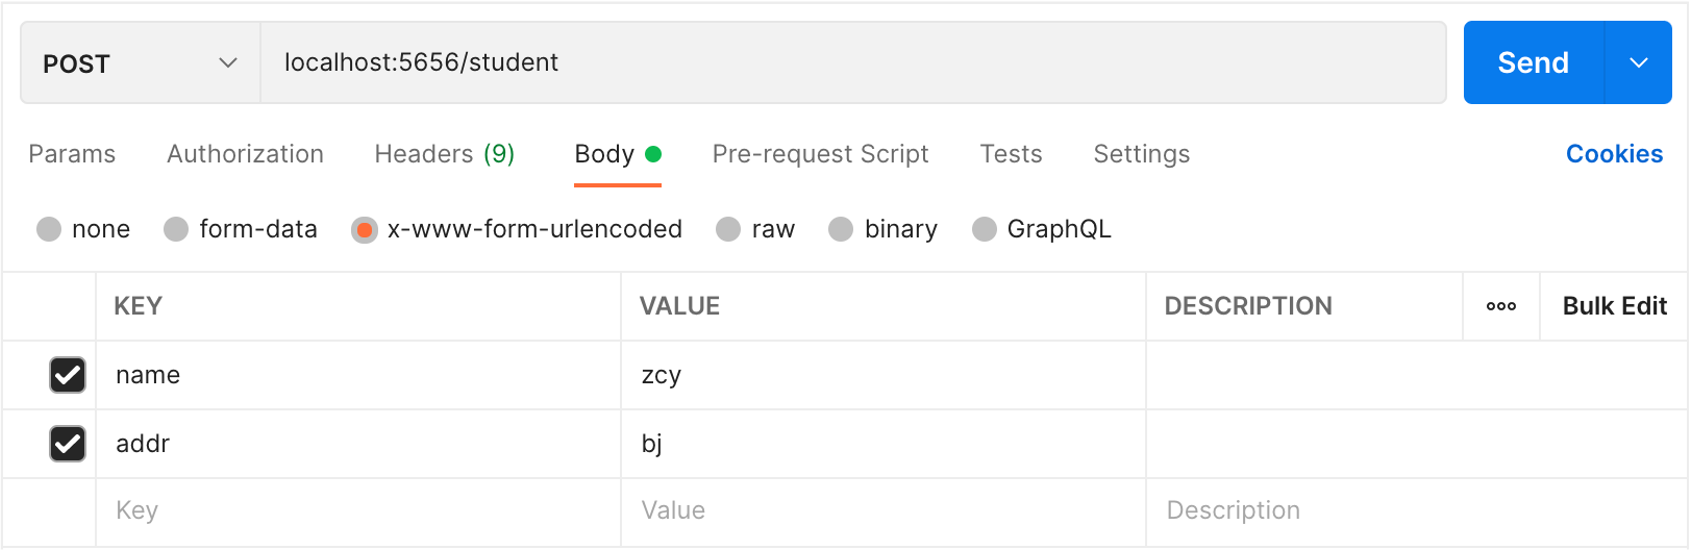 POST localhost:5656/student Send
Params Authorization Headers (9) Body Pre-request Script Tests Settings Cookies
none form-data x-www-form-urlencoded raw binary GraphQL
KEY VALUE DESCRIPTION Bulk Edit
name zcy
addr bj
Key Value Description